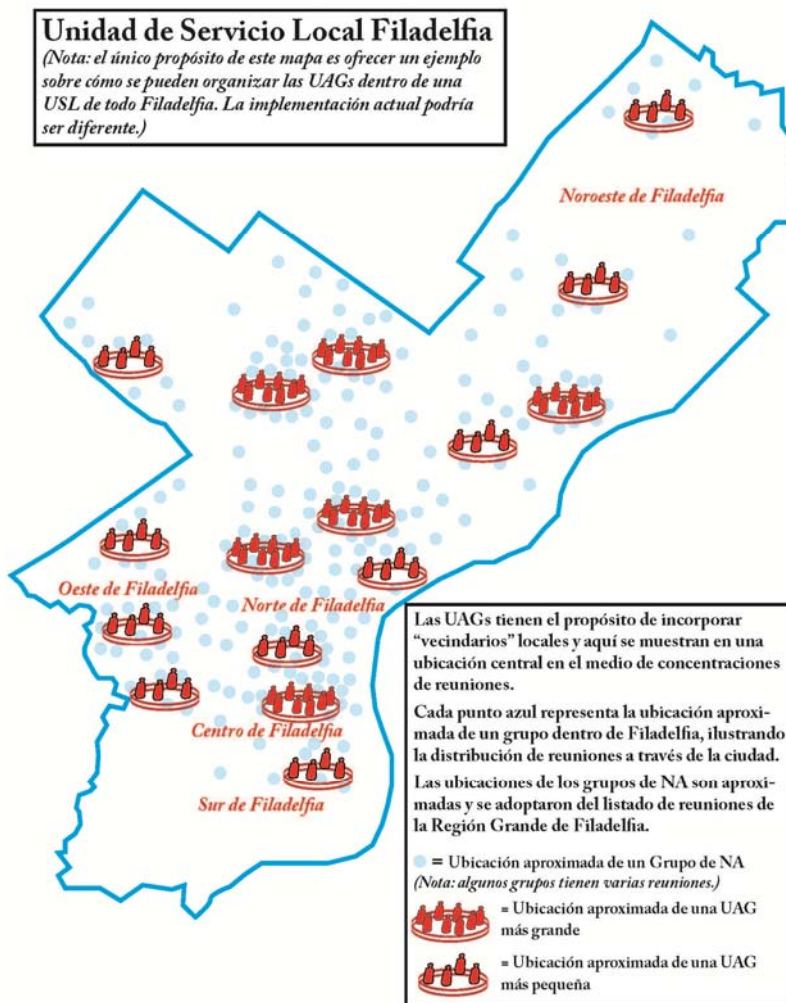 Unidad de Servicio Local Filadelfia
(Nota: el único propósito de este mapa es ofrecer un ejemplo
sobre cómo se pueden organizar las UAGs dentro de una
USL de todo Filadelfia. La implementación actual podría
ser diferente.)
Noroeste de Filadelfia
Oeste de Filadelfia
Norte de Filadelfia
Centro de Filadelfia
Sur de Filadelfia
Las UAGs tienen el propósito de incorporar
“vecindarios” locales y aquí se muestran en una
ubicación central en el medio de concentraciones
de reuniones.
Cada punto azul representa la ubicación aproxi-
mada de un grupo dentro de Filadelfia, ilustrando
la distribución de reuniones a través de la ciudad.
Las ubicaciones de los grupos de NA son aproxi-
madas y se adoptaron del listado de reuniones de
la Región Grande de Filadelfia.
= Ubicación aproximada de un Grupo de NA
(Nota: algunos grupos tienen varias reuniones.)
= Ubicación aproximada de una UAG
más grande
= Ubicación aproximada de una UAG
más pequeña